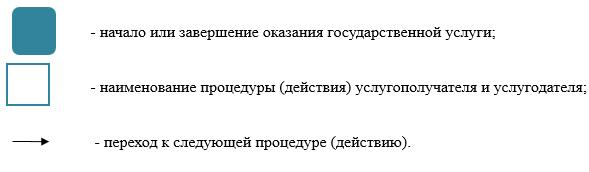 - начало или завершение оказания государственной услуги;
- наименование процедуры (действия) услугополучателя и услугодателя;
- переход к следующей процедуре (действию).